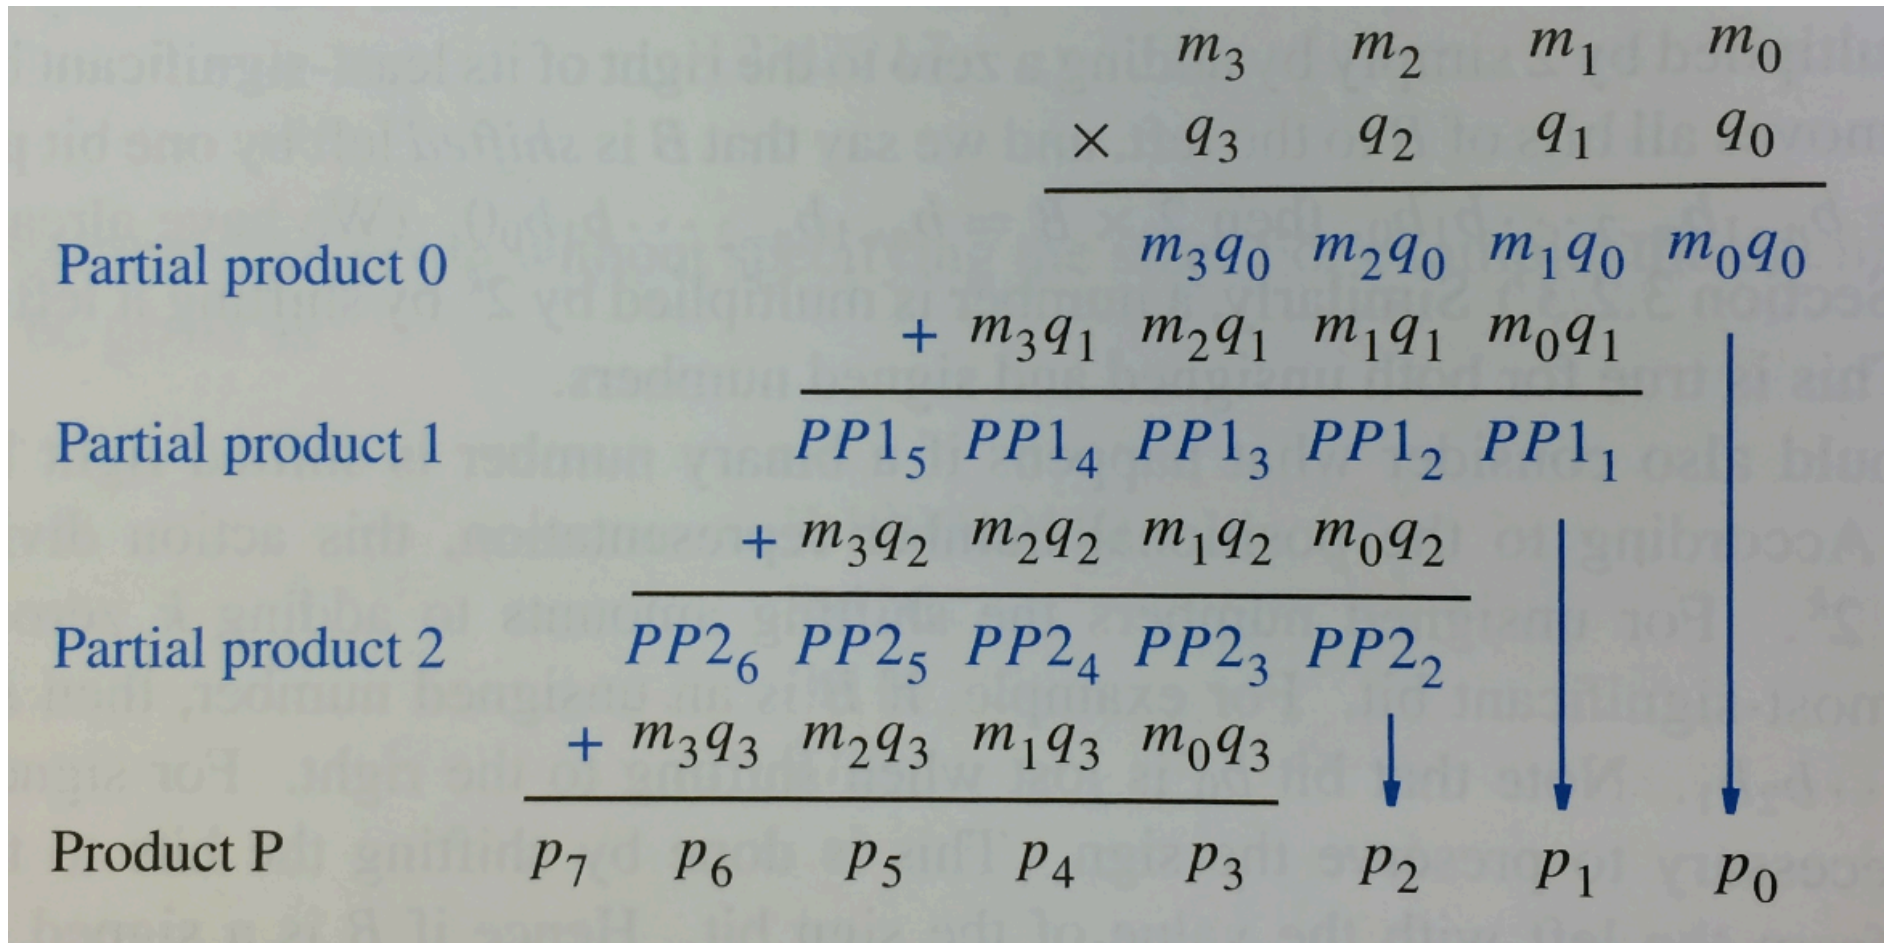 m₃ m₂ m₁ m₀
× q₃ q₂ q₁ q₀
Partial product 0 m₃q₀ m₂q₀ m₁q₀ m₀q₀
+ m₃q₁ m₂q₁ m₁q₁ m₀q₁
Partial product 1 PP1₅ PP1₄ PP1₃ PP1₂ PP1₁
+ m₃q₂ m₂q₂ m₁q₂ m₀q₂
Partial product 2 PP2₆ PP2₅ PP2₄ PP2₃ PP2₂
+ m₃q₃ m₂q₃ m₁q₃ m₀q₃
Product P p₇ p₆ p₅ p₄ p₃ p₂ p₁ p₀